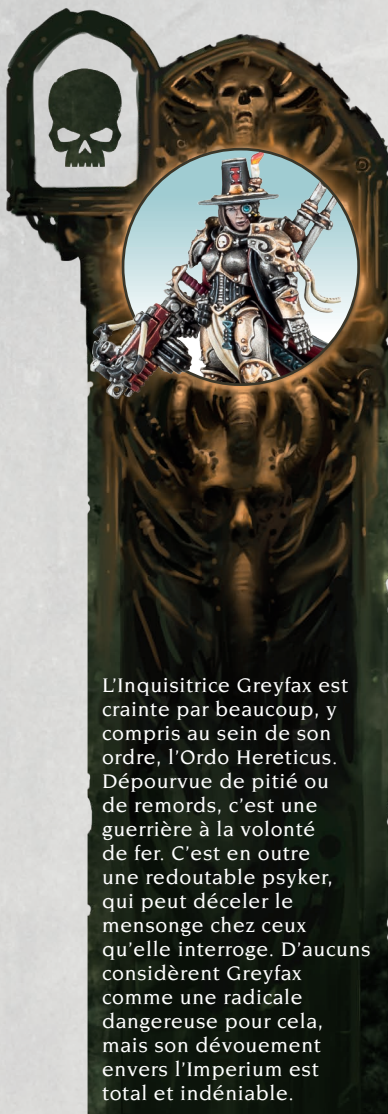 L'Inquisitrice Greyfax est
crainte par beaucoup, y
compris au sein de son
ordre, l'Ordo Hereticus.
Dépourvue de pitié ou
de remords, c'est une
guerrière à la volonté
de fer. C'est en outre
une redoutable psyker,
qui peut déceler le
mensonge chez ceux
qu'elle interroge. D'aucuns
considèrent Greyfax
comme une radicale
dangereuse pour cela,
mais son dévouement
envers l'Imperium est
total et indéniable.